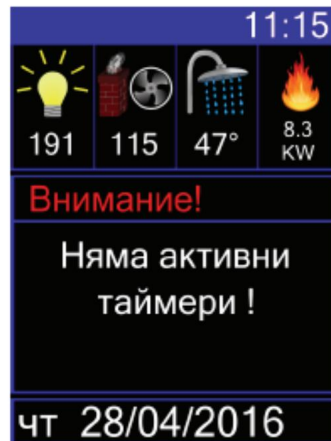 11:15
191 115 47° 8.3
KW
Внимание!
Няма активни
таймери !
чт 28/04/2016